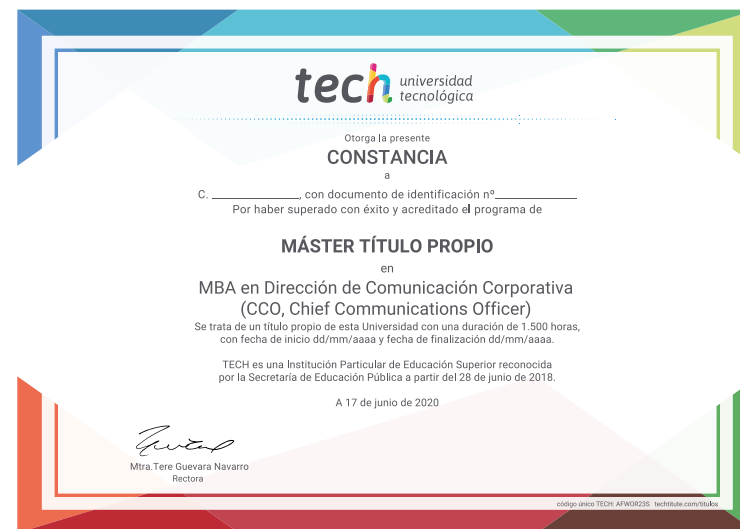 tech universidad
tecnológica
Otorga la presente
CONSTANCIA
a
C. ________________, con documento de identificación nº______________
Por haber superado con éxito y acreditado el programa de
MÁSTER TÍTULO PROPIO
en
MBA en Dirección de Comunicación Corporativa
(CCO, Chief Communications Officer)
Se trata de un título propio de esta Universidad con una duración de 1.500 horas,
con fecha de inicio dd/mm/aaaa y fecha de finalización dd/mm/aaaa.
TECH es una Institución Particular de Educación Superior reconocida
por la Secretaría de Educación Pública a partir del 28 de junio de 2018.
A 17 de junio de 2020
Mtra.Tere Guevara Navarro
Rectora
código único TECH: AFWOR23S techtitute.com/titulos